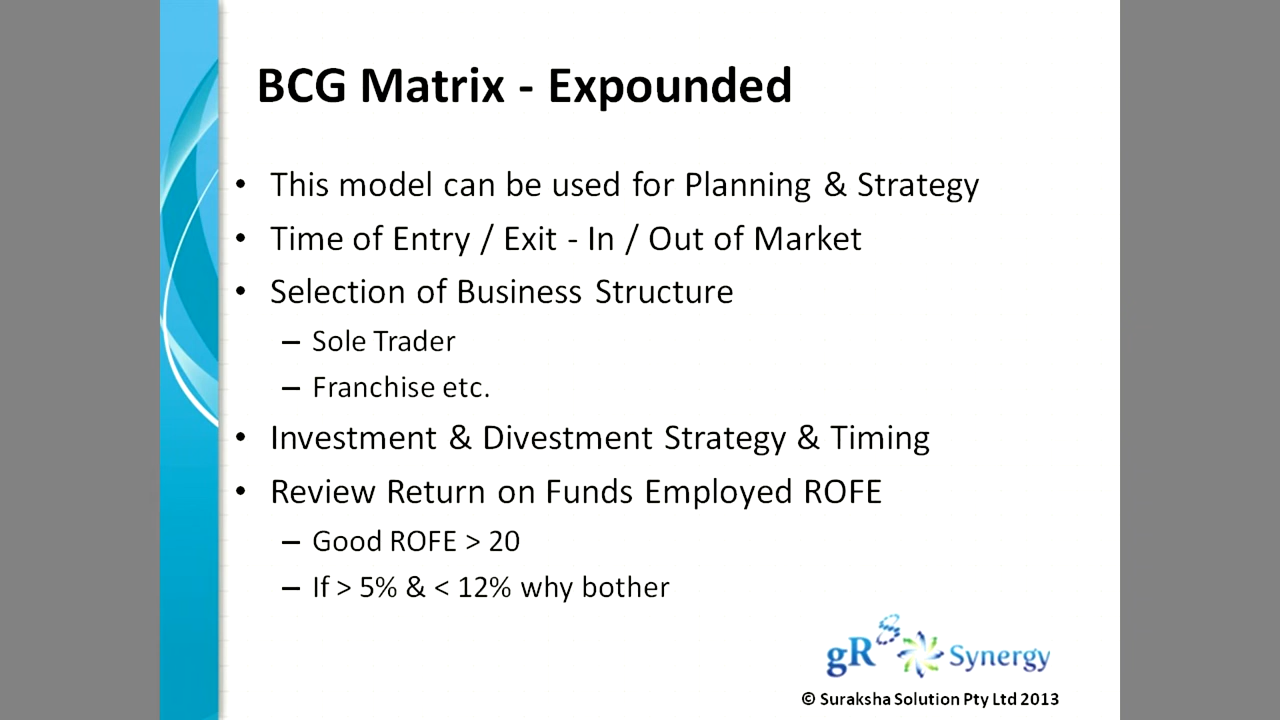 BCG Matrix - Expounded
• This model can be used for Planning & Strategy
• Time of Entry / Exit - In / Out of Market
• Selection of Business Structure
– Sole Trader
– Franchise etc.
• Investment & Divestment Strategy & Timing
• Review Return on Funds Employed ROFE
– Good ROFE > 20
– If > 5% & < 12% why bother
gR Synergy
© Suraksha Solution Pty Ltd 2013